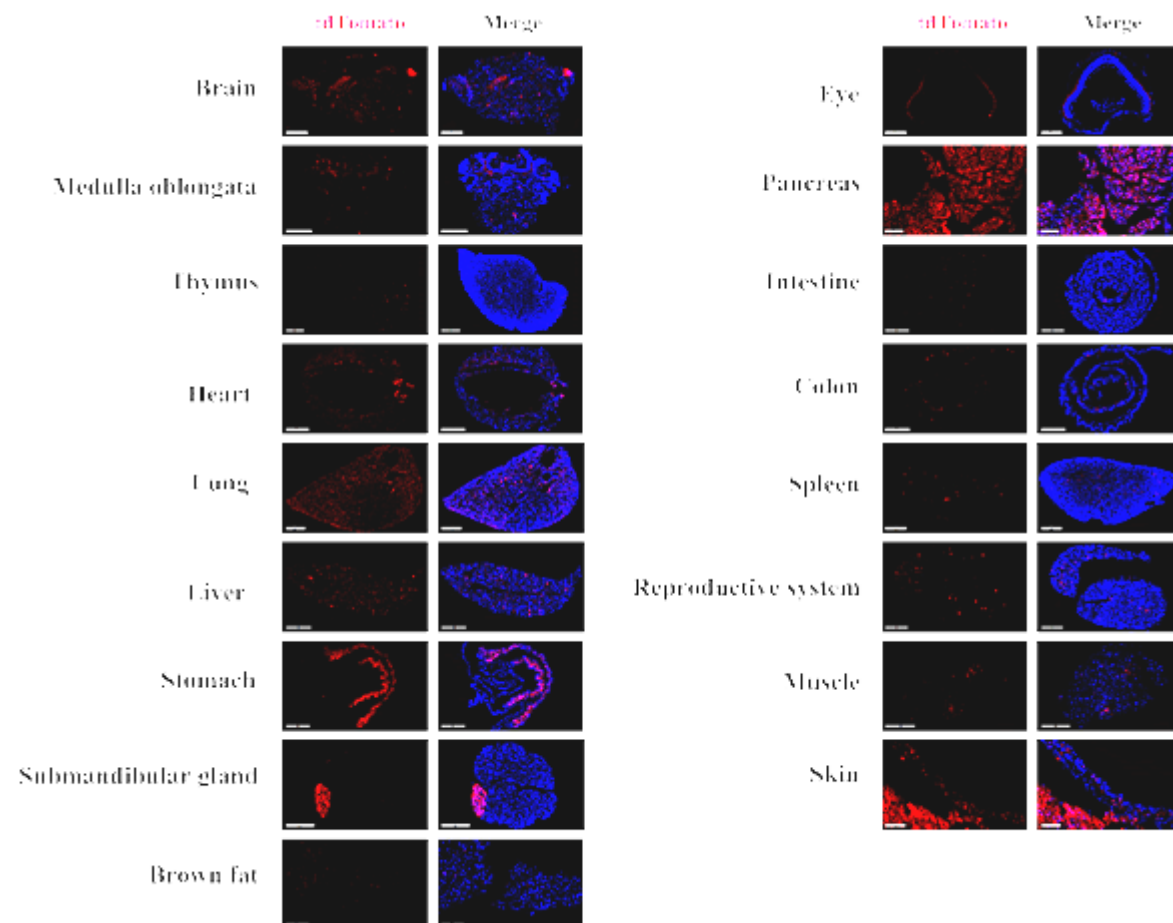 tdTomato Merge
Brain
Medulla oblongata
Thymus
Heart
Lung
Liver
Stomach
Submandibular gland
Brown fat
tdTomato Merge
Eye
Pancreas
Intestine
Colon
Spleen
Reproductive system
Muscle
Skin